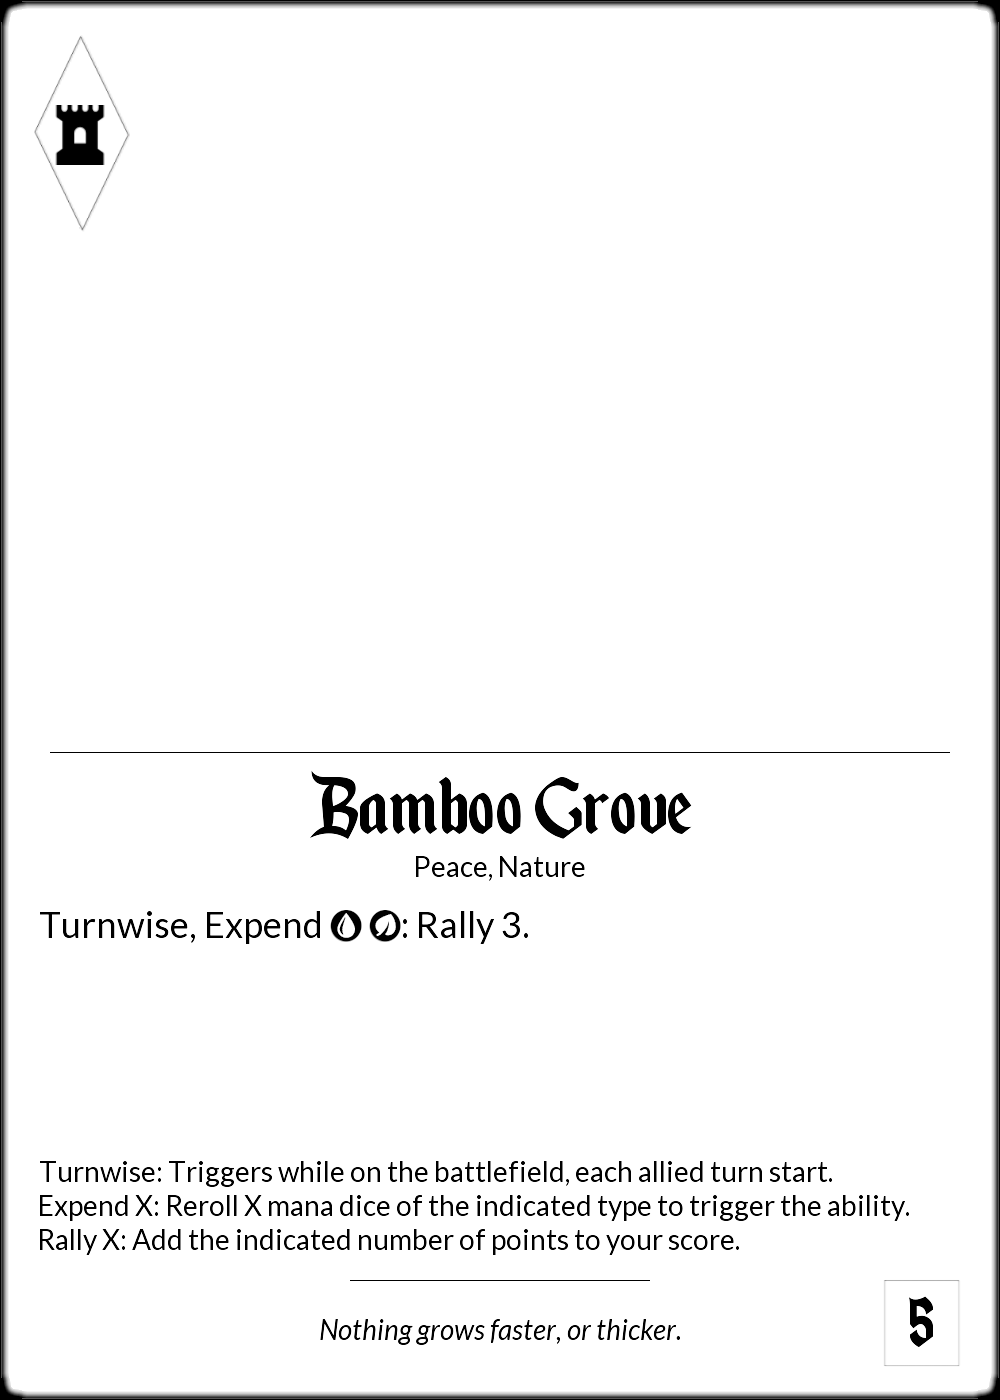 Bamboo Grove
Peace, Nature
Turnwise, Expend : Rally 3.
Turnwise: Triggers while on the battlefield, each allied turn start.
Expend X: Reroll X mana dice of the indicated type to trigger the ability.
Rally X: Add the indicated number of points to your score.
Nothing grows faster, or thicker.
5